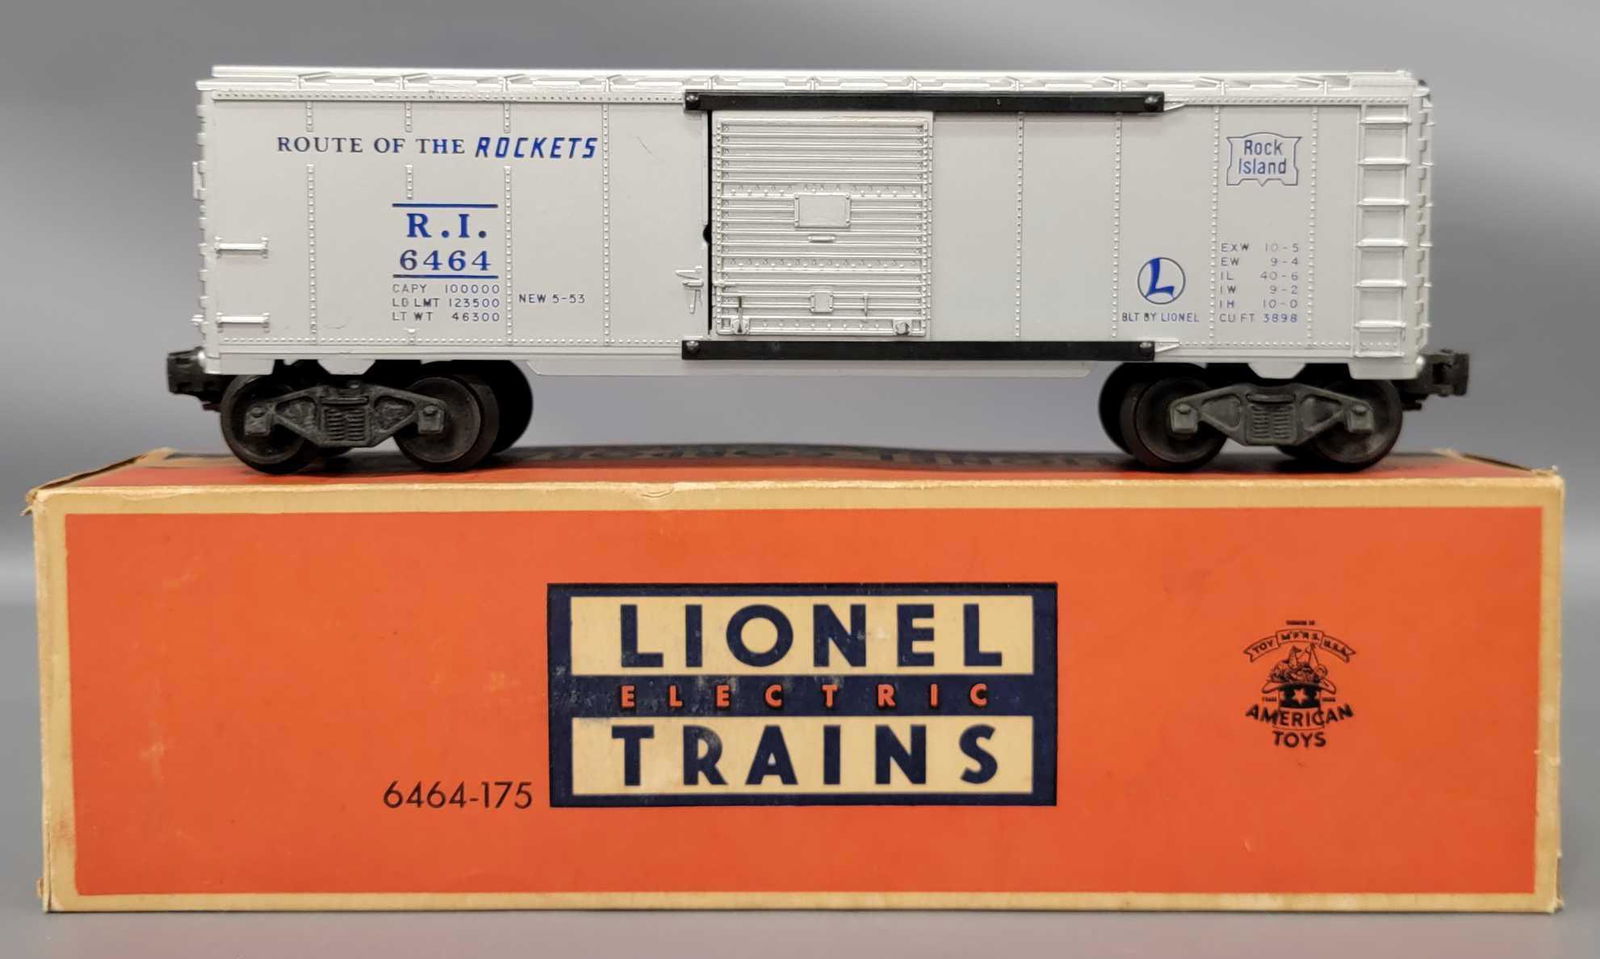 ROUTE OF THE ROCKETS
R.I.
6464
CAPY 100000
LD LMT 123500
LT WT 46300
NEW 5-53
Rock
Island
L
BLT BY LIONEL
EXW 10-5
EW 9-4
IL 40-6
IW 9-2
IH 10-0
CU FT 3898
LIONEL
ELECTRIC
TRAINS
6464-175
TOY M'F'R'S. U.S.A.
AMERICAN
TOYS